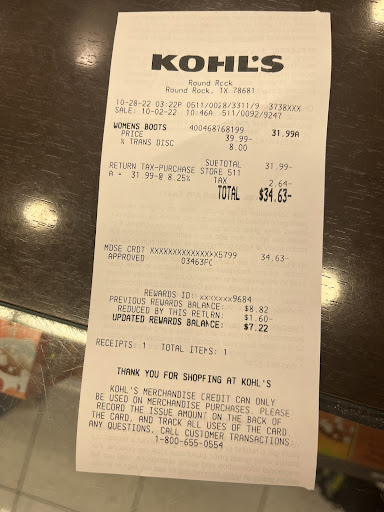 KOHL'S
Round Rock
Round Rock, TX 78681
10-28-22 03:22P 0511/0028/3311/9 3738XXX
SALE: 10-02-22 10:46A 511/0092/9247
WOMENS BOOTS 400468768199 31.99A
PRICE 39.99-
% TRANS DISC 8.00
SUBTOTAL 31.99-
RETURN TAX-PURCHASE STORE 511
A - 31.99-@ 8.25% TAX 2.64-
TOTAL $34.63-
MDSE CRDT XXXXXXXXXXXXXXX5799 34.63-
APPROVED 03463FC
REWARDS ID: xxxxxxx9684
PREVIOUS REWARDS BALANCE: $8.82
REDUCED BY THIS RETURN: $1.60-
UPDATED REWARDS BALANCE: $7.22
RECEIPTS: 1 TOTAL ITEMS: 1
THANK YOU FOR SHOPPING AT KOHL'S
KOHL'S MERCHANDISE CREDIT CAN ONLY
BE USED ON MERCHANDISE PURCHASES. PLEASE
RECORD THE ISSUE AMOUNT ON THE BACK OF
THE CARD, AND TRACK ALL USES OF THE CARD.
ANY QUESTIONS, CALL CUSTOMER TRANSACTIONS
1-800-655-0554